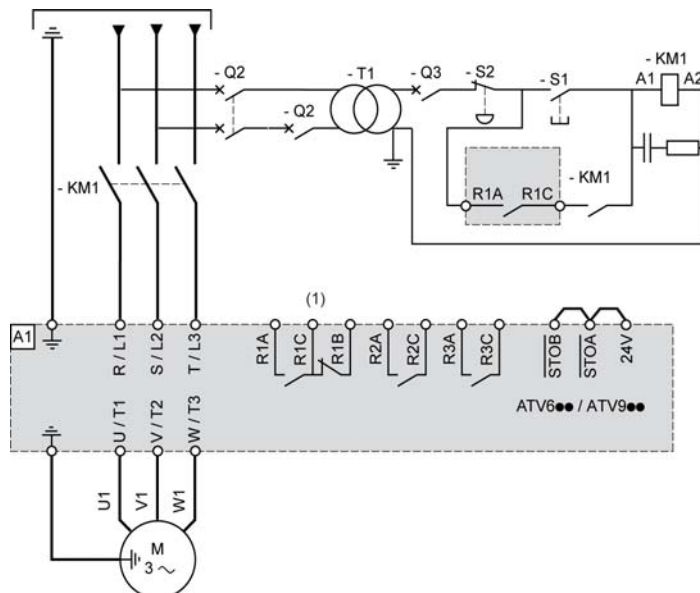 - Q2
- T1
- Q3
- S2
- S1
- KM1
A1
A2
- Q2
- KM1
R1A
R1C
- KM1
(1)
A1
R / L1
S / L2
T / L3
R1A
R1C
R1B
R2A
R2C
R3A
R3C
STOB
STOA
24V
ATV6●● / ATV9●●
U / T1
V / T2
W / T3
U1
V1
W1
M
3 ~